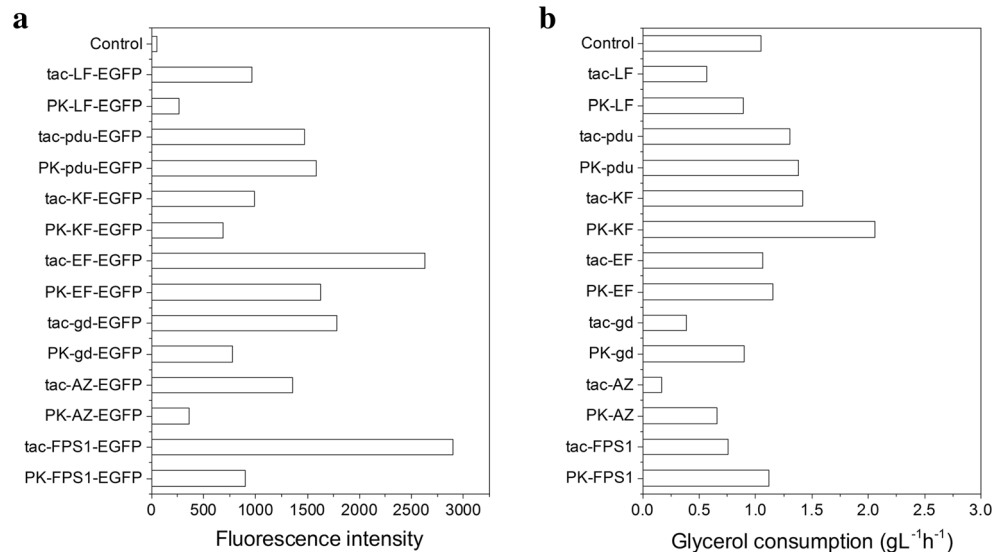 a
Control
tac-LF-EGFP
PK-LF-EGFP
tac-pdu-EGFP
PK-pdu-EGFP
tac-KF-EGFP
PK-KF-EGFP
tac-EF-EGFP
PK-EF-EGFP
tac-gd-EGFP
PK-gd-EGFP
tac-AZ-EGFP
PK-AZ-EGFP
tac-FPS1-EGFP
PK-FPS1-EGFP
0 500 1000 1500 2000 2500 3000
Fluorescence intensity
b
Control
tac-LF
PK-LF
tac-pdu
PK-pdu
tac-KF
PK-KF
tac-EF
PK-EF
tac-gd
PK-gd
tac-AZ
PK-AZ
tac-FPS1
PK-FPS1
0.0 0.5 1.0 1.5 2.0 2.5 3.0
Glycerol consumption (gL⁻¹h⁻¹)